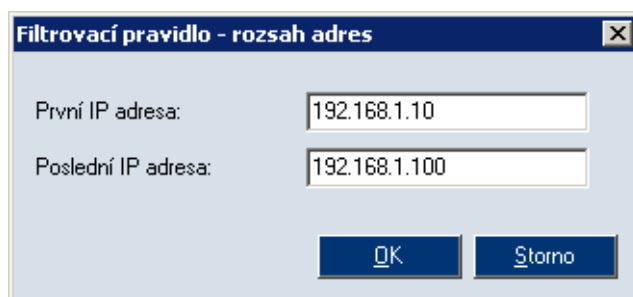 Filtrovací pravidlo - rozsah adres
První IP adresa: 192.168.1.10
Poslední IP adresa: 192.168.1.100
OK Storno